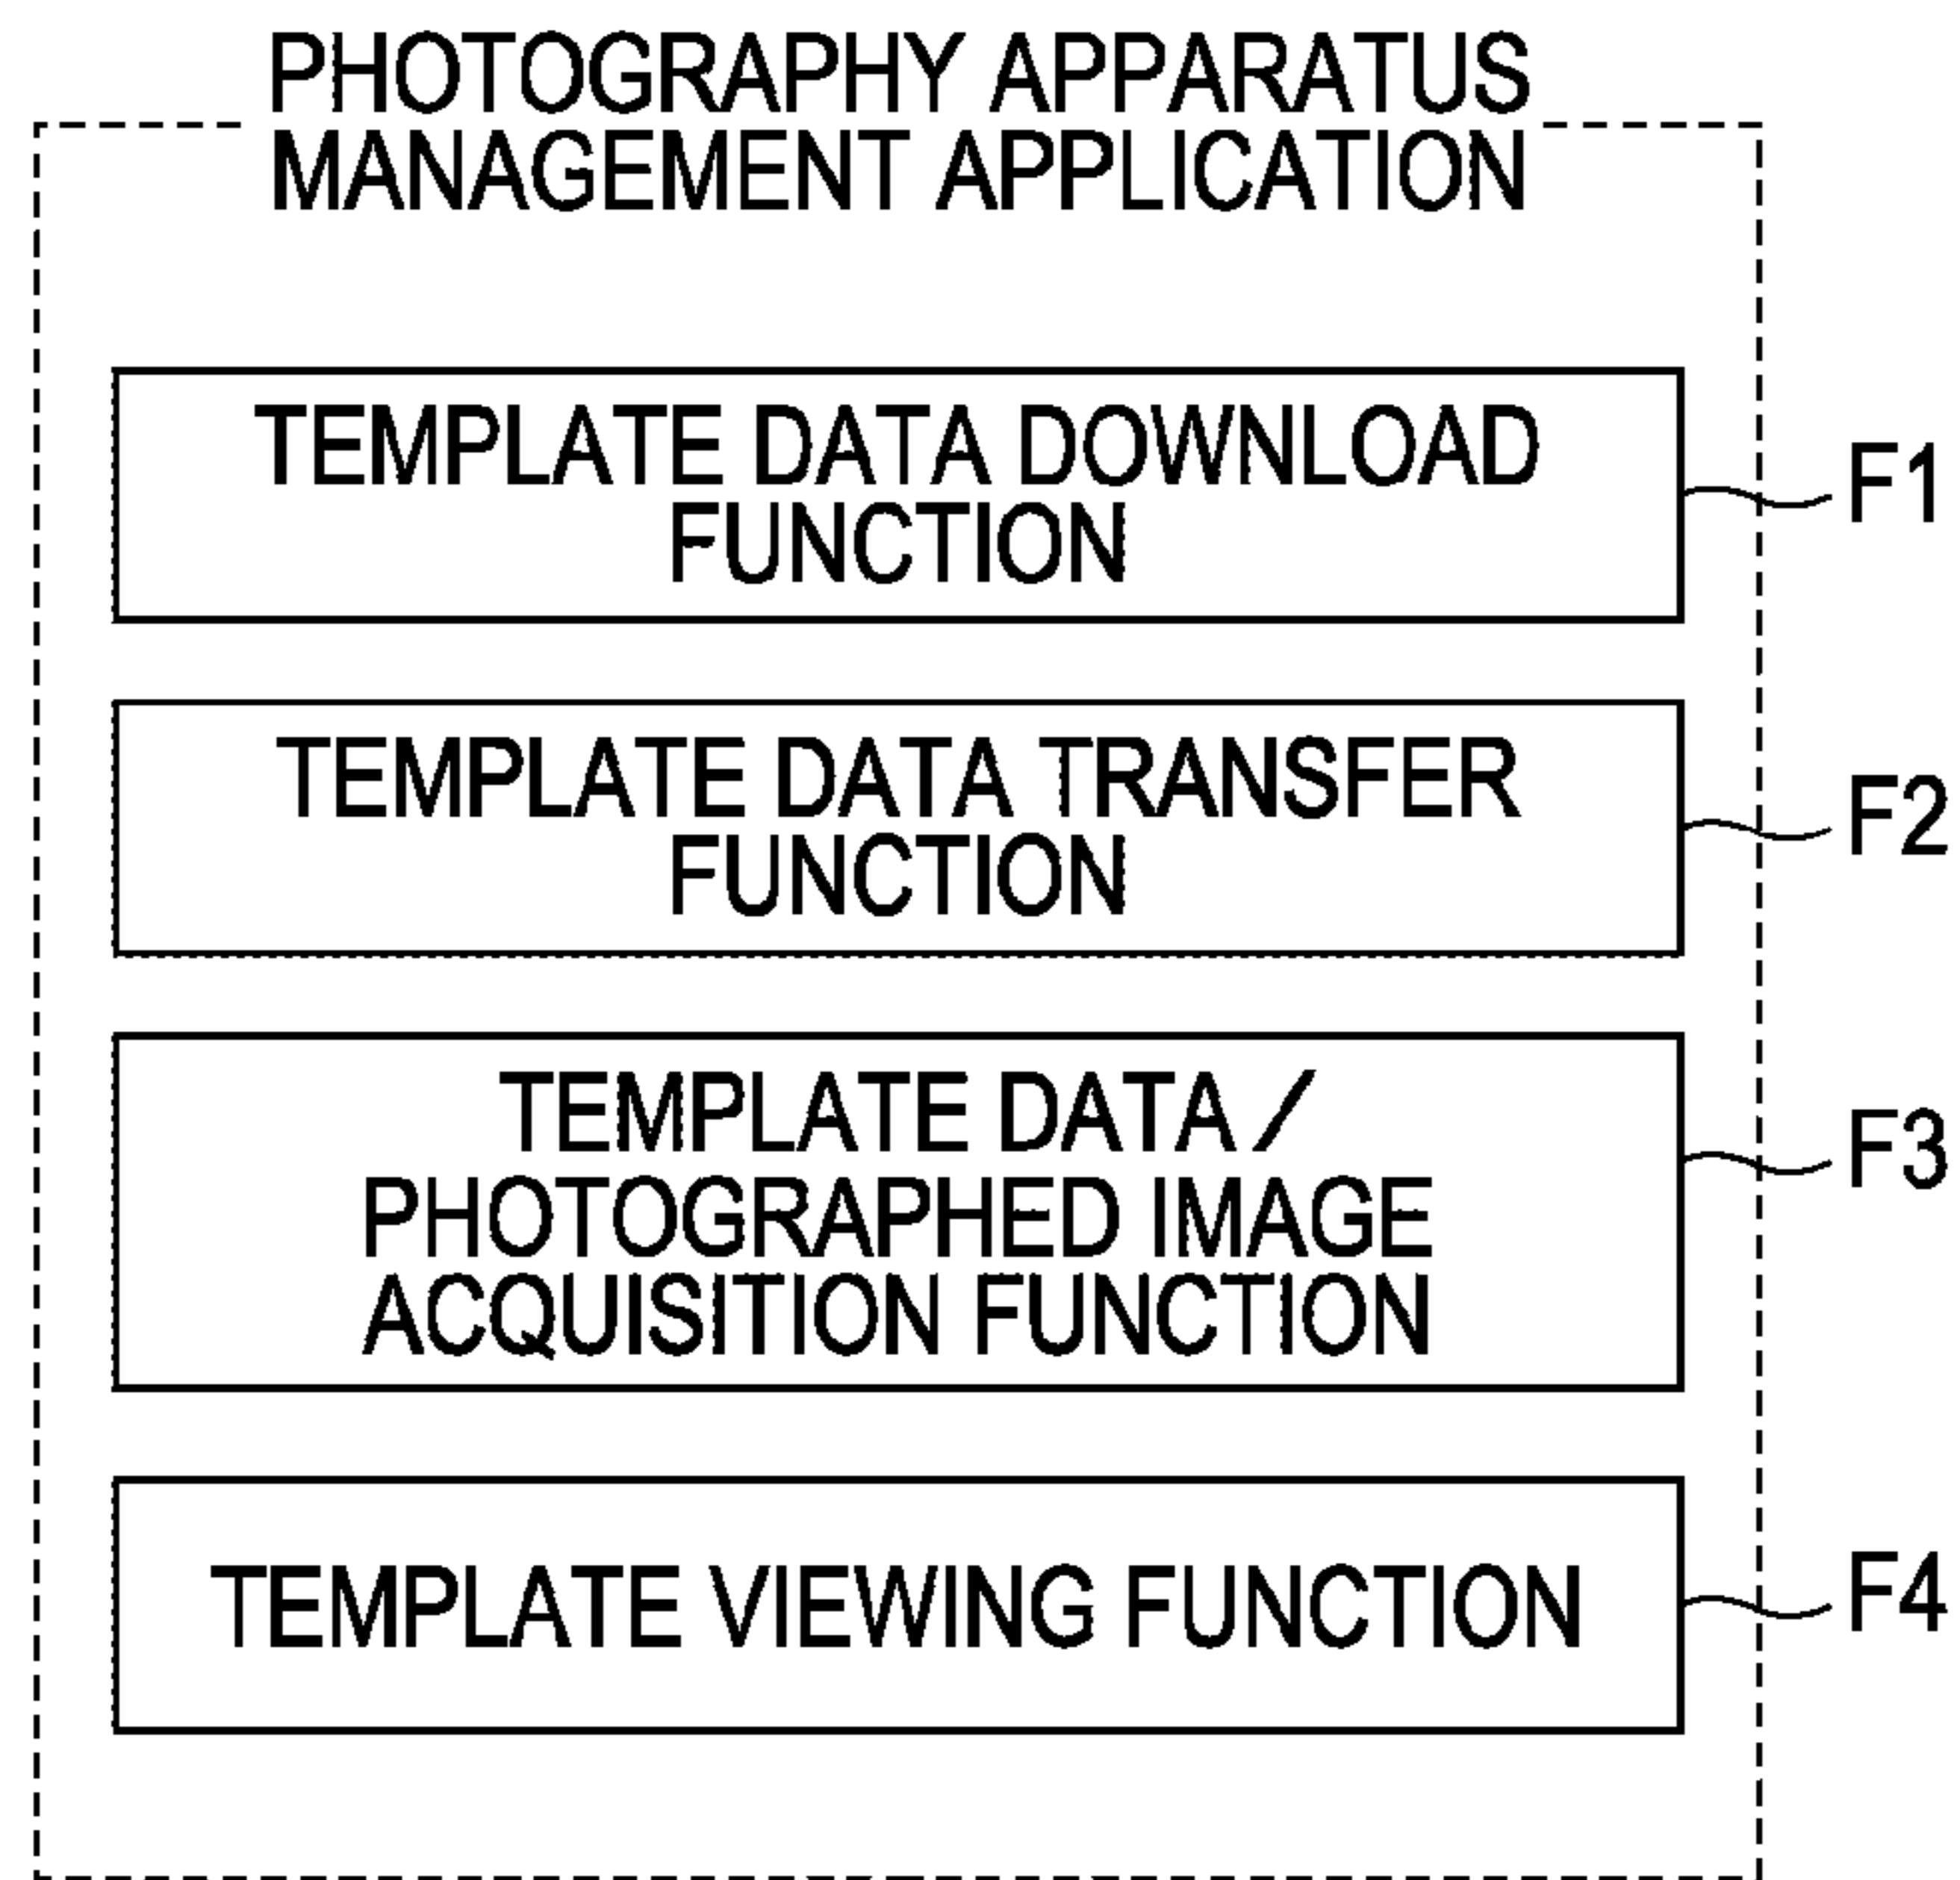 PHOTOGRAPHY APPARATUS
MANAGEMENT APPLICATION
TEMPLATE DATA DOWNLOAD
FUNCTION
F1
TEMPLATE DATA TRANSFER
FUNCTION
F2
TEMPLATE DATA/
PHOTOGRAPHED IMAGE
ACQUISITION FUNCTION
F3
TEMPLATE VIEWING FUNCTION
F4